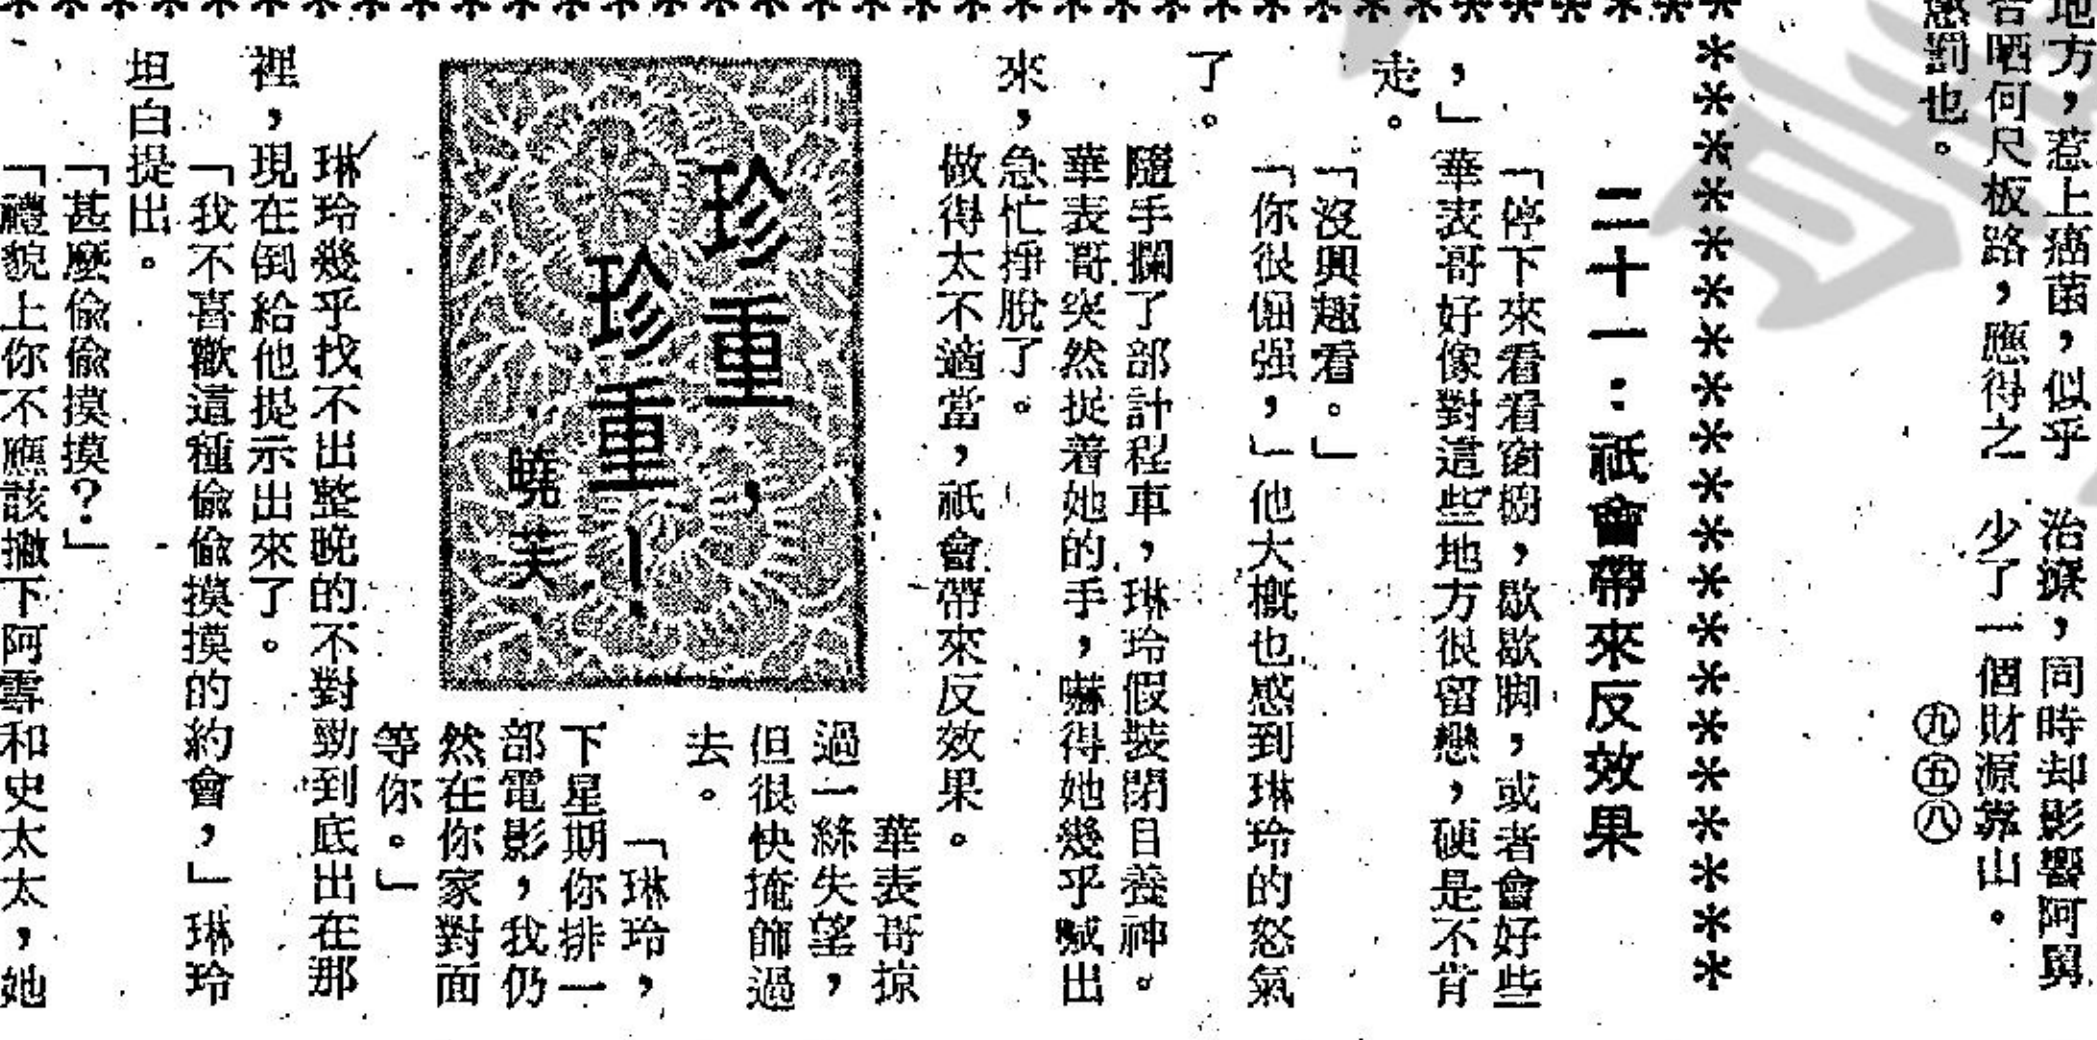 地方，惹上痞菌，似乎　治療，同時却影響阿舅
晒何尺板路，應得之　少了一個財源靠山。
懲罰也。　九五八
二十一：祇會帶來反效果
「停下來看看窗櫥，歇歇脚，或者會好些
，」華表哥好像對這些地方很留戀，硬是不肯
走。
「沒興趣看。」
「你很倔强，」他大概也感到琳玲的怒氣
了。
隨手攔了部計程車，琳玲假裝閉目養神。
華表哥突然捉着她的手，嚇得她幾乎喊出
來，急忙掙脫了。
做得太不適當，祇會帶來反效果。
珍重，
珍重！
曉芙
華表哥掠
過一絲失望，
但很快掩飾過
去。
「琳玲，
下星期你排一
部電影，我仍
然在你家對面
等你。」
琳玲幾乎找不出整晚的不對勁到底出在那
裡，現在倒給他提示出來了。
「我不喜歡這種偷偷摸摸的約會，」琳玲
坦白提出。
「甚麼偷偷摸摸？」
「禮貌上你不應該撇下阿雲和史太太，她